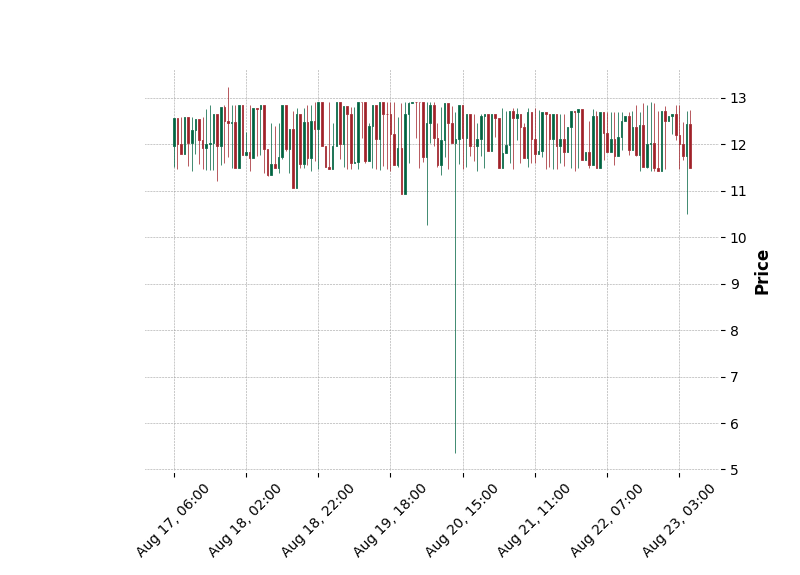 13
12
11
10
9
8
7
6
5
Price
Aug 17, 06:00
Aug 18, 02:00
Aug 18, 22:00
Aug 19, 18:00
Aug 20, 15:00
Aug 21, 11:00
Aug 22, 07:00
Aug 23, 03:00